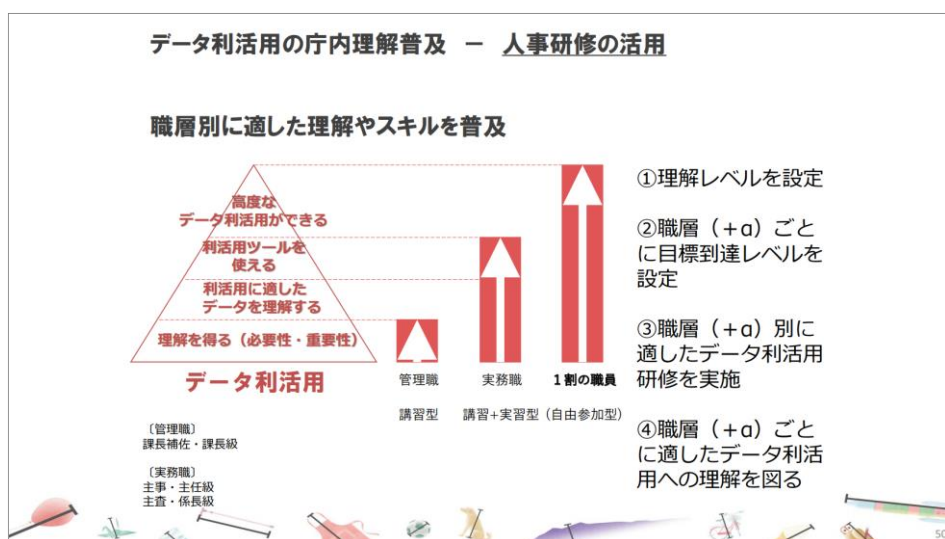 データ利活用の庁内理解普及 － 人事研修の活用
職層別に適した理解やスキルを普及
高度な
データ利活用ができる
利活用ツールを
使える
利活用に適した
データを理解する
理解を得る（必要性・重要性）
データ利活用
管理職
実務職
１割の職員
講習型
講習+実習型
（自由参加型）
〔管理職〕
課長補佐・課長級
〔実務職〕
主事・主任級
主査・係長級
①理解レベルを設定
②職層（＋α）ごと
に目標到達レベルを
設定
③職層（＋α）別に
適したデータ利活用
研修を実施
④職層（＋α）ごと
に適したデータ利活
用への理解を図る